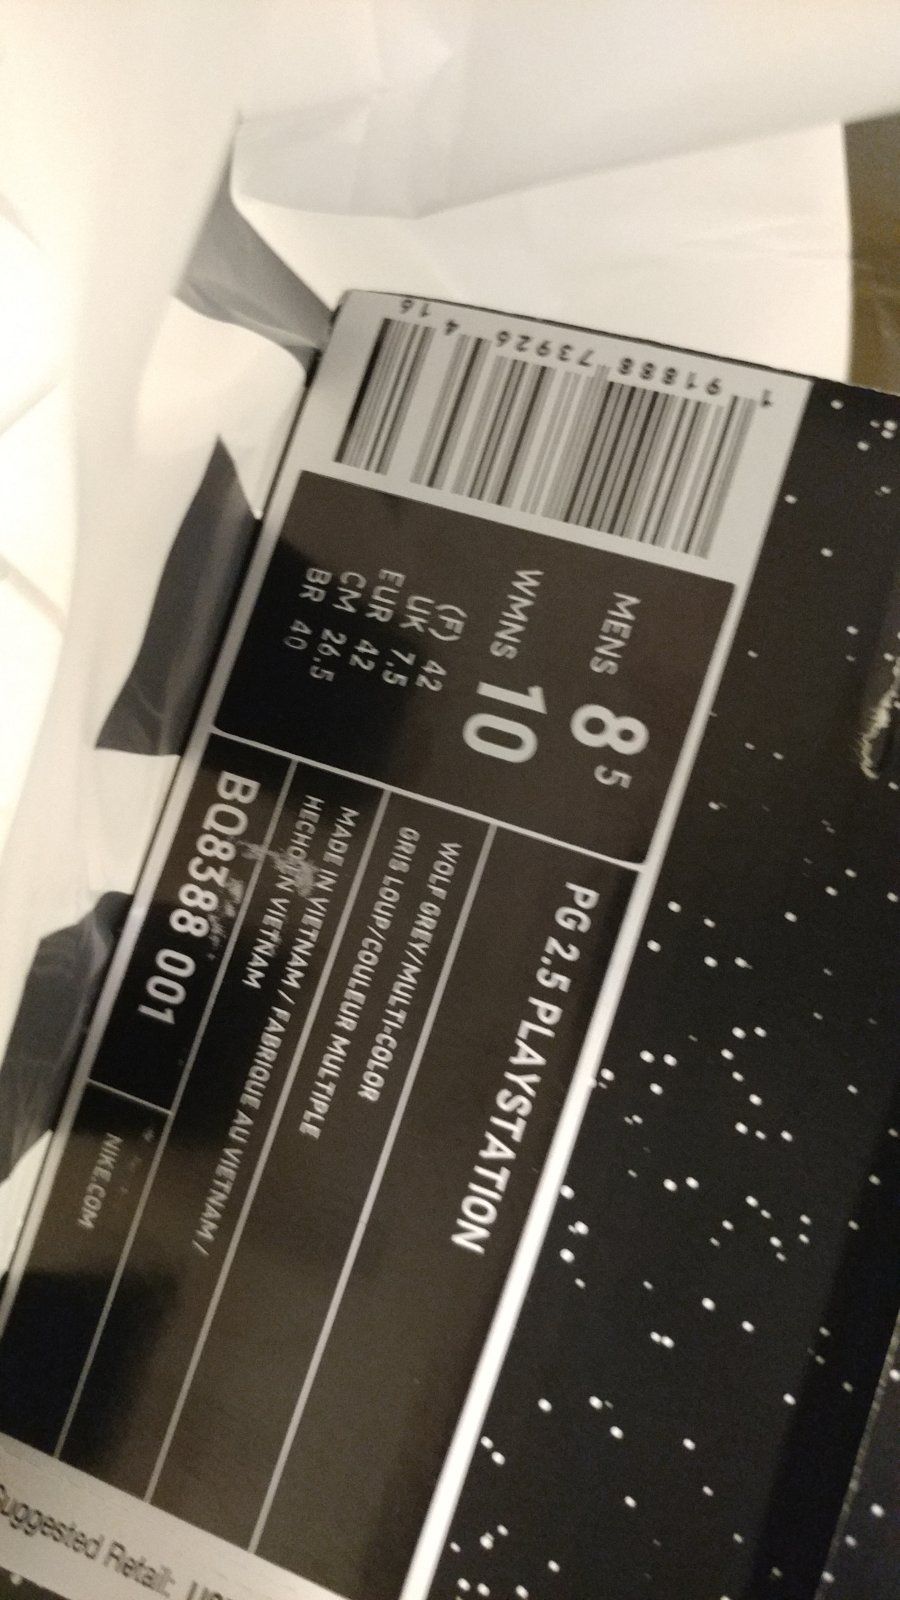 1 91888 73926 4 16
MENS 8 5
WMNS 10
(F) 42
UK 7.5
EUR 42
CM 26.5
BR 40
PG 2.5 PLAYSTATION
WOLF GREY/MULTI-COLOR
GRIS LOUP/COULEUR MULTIPLE
MADE IN VIETNAM / FABRIQUE AU VIETNAM /
HECHO EN VIETNAM
BQ8388 001
NIKE.COM
Suggested Retail: